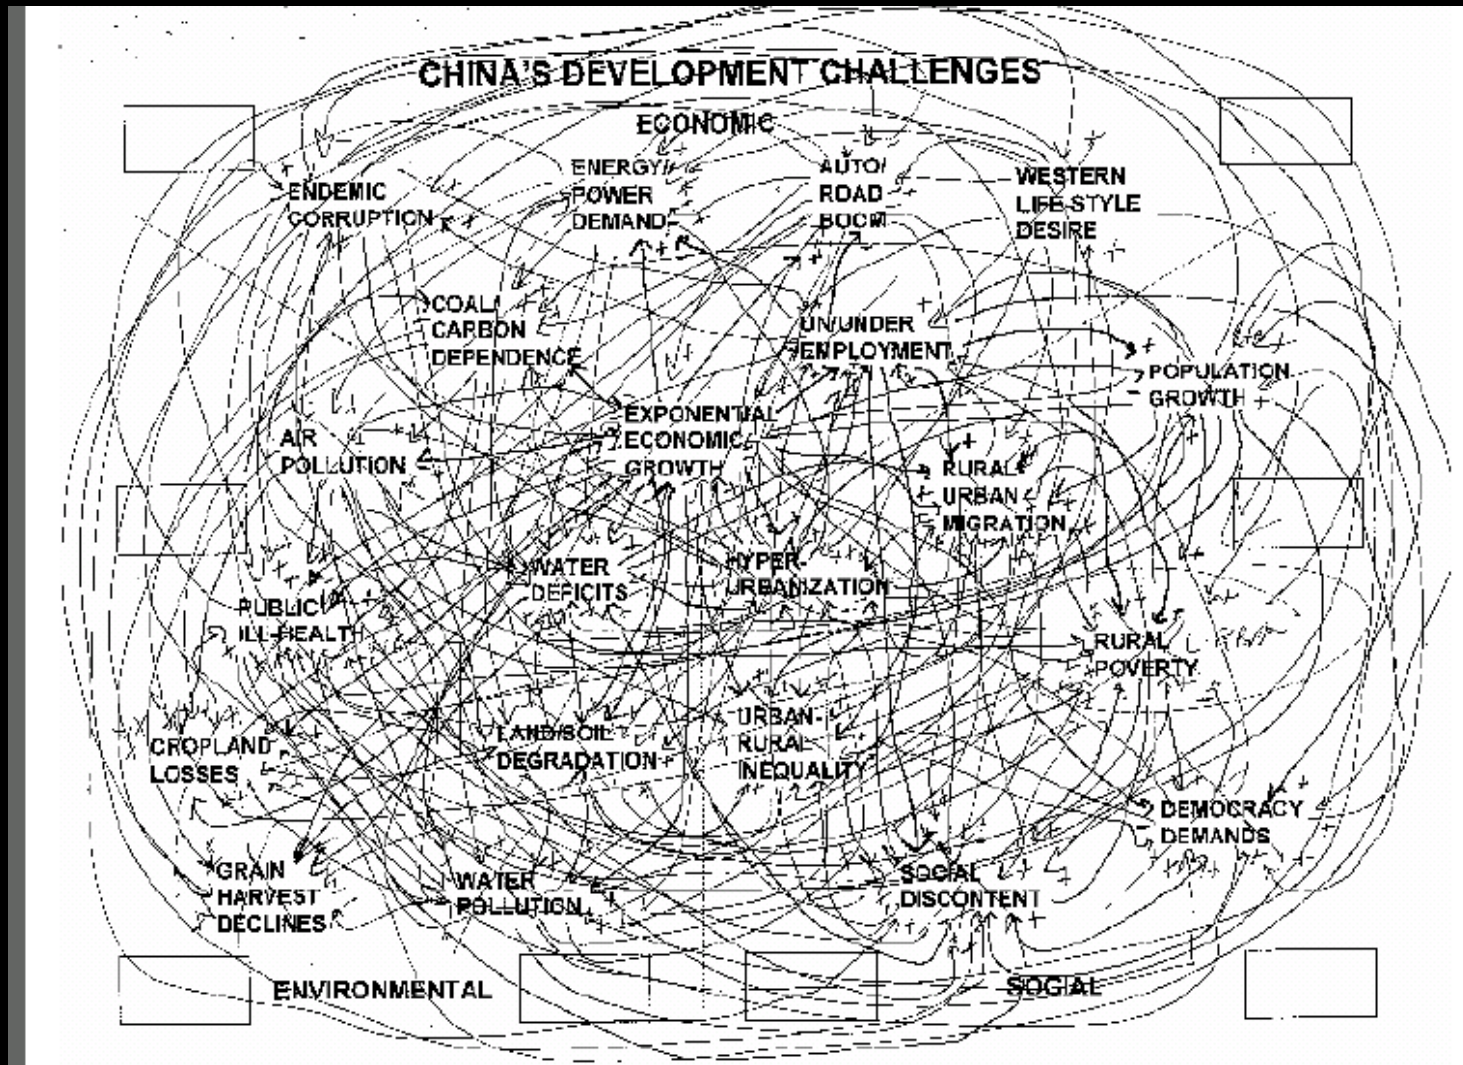 CHINA'S DEVELOPMENT CHALLENGES
ECONOMIC
ENDEMIC
CORRUPTION
ENERGY/
POWER
DEMAND
AUTO/
ROAD
BOOM
WESTERN
LIFE-STYLE
DESIRE
COAL/
CARBON
DEPENDENCE
UN/UNDER
EMPLOYMENT
POPULATION
GROWTH
AIR
POLLUTION
EXPONENTIAL
ECONOMIC
GROWTH
RURAL
URBAN
MIGRATION
WATER
DEFICITS
HYPER-
URBANIZATION
PUBLIC
ILL-HEALTH
RURAL
POVERTY
CROPLAND
LOSSES
LAND/SOIL
DEGRADATION
URBAN-
RURAL
INEQUALITY
DEMOCRACY
DEMANDS
GRAIN
HARVEST
DECLINES
WATER
POLLUTION
SOCIAL
DISCONTENT
ENVIRONMENTAL
SOCIAL